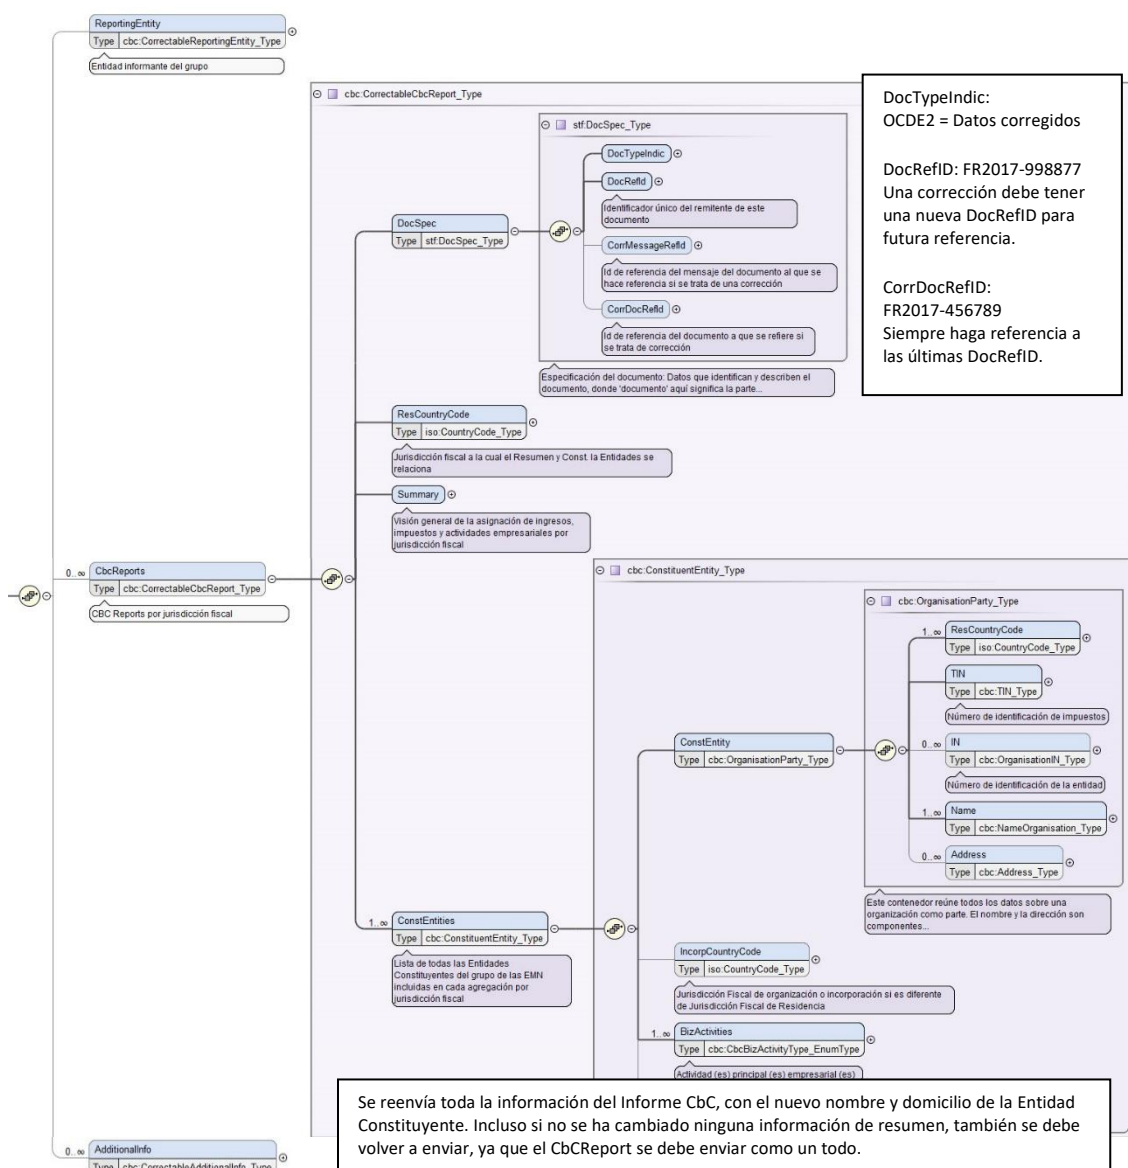 ReportingEntity
Type cbc:CorrectableReportingEntity_Type
Entidad informante del grupo
cbc:CorrectableCbcReport_Type
stf:DocSpec_Type
DocTypeIndic
DocRefId
Identificador único del remitente de este
documento
DocSpec
Type stf:DocSpec_Type
CorrMessageRefId
Id de referencia del mensaje del documento al que se
hace referencia si se trata de una corrección
CorrDocRefId
Id de referencia del documento a que se refiere si
se trata de corrección
Especificación del documento: Datos que identifican y describen el
documento, donde 'documento' aquí significa la parte...
DocTypeIndic:
OCDE2 = Datos corregidos
DocRefID: FR2017-998877
Una corrección debe tener
una nueva DocRefID para
futura referencia.
CorrDocRefID:
FR2017-456789
Siempre haga referencia a
las últimas DocRefID.
ResCountryCode
Type iso:CountryCode_Type
Jurisdicción fiscal a la cual el Resumen y Const. la Entidades se
relaciona
Summary
Visión general de la asignación de ingresos,
impuestos y actividades empresariales por
jurisdicción fiscal
0..∞ CbcReports
Type cbc:CorrectableCbcReport_Type
CBC Reports por jurisdicción fiscal
cbc:ConstituentEntity_Type
cbc:OrganisationParty_Type
1..∞ ResCountryCode
Type iso:CountryCode_Type
TIN
Type cbc:TIN_Type
Número de identificación de impuestos
ConstEntity
Type cbc:OrganisationParty_Type
0..∞ IN
Type cbc:OrganisationIN_Type
Número de identificación de la entidad
1..∞ Name
Type cbc:NameOrganisation_Type
0..∞ Address
Type cbc:Address_Type
Este contenedor reúne todos los datos sobre una
organización como parte. El nombre y la dirección son
componentes...
1..∞ ConstEntities
Type cbc:ConstituentEntity_Type
Lista de todas las Entidades
Constituyentes del grupo de las EMN
incluidas en cada agregación por
jurisdicción fiscal
IncorpCountryCode
Type iso:CountryCode_Type
Jurisdicción Fiscal de organización o incorporación si es diferente
de Jurisdicción Fiscal de Residencia
1..∞ BizActivities
Type cbc:CbcBizActivityType_EnumType
Actividad (es) principal (es) empresarial (es)
Se reenvía toda la información del Informe CbC, con el nuevo nombre y domicilio de la Entidad
Constituyente. Incluso si no se ha cambiado ninguna información de resumen, también se debe
volver a enviar, ya que el CbCReport se debe enviar como un todo.
0..∞ AdditionalInfo
Type cbc:CorrectableAdditionalInfo_Type